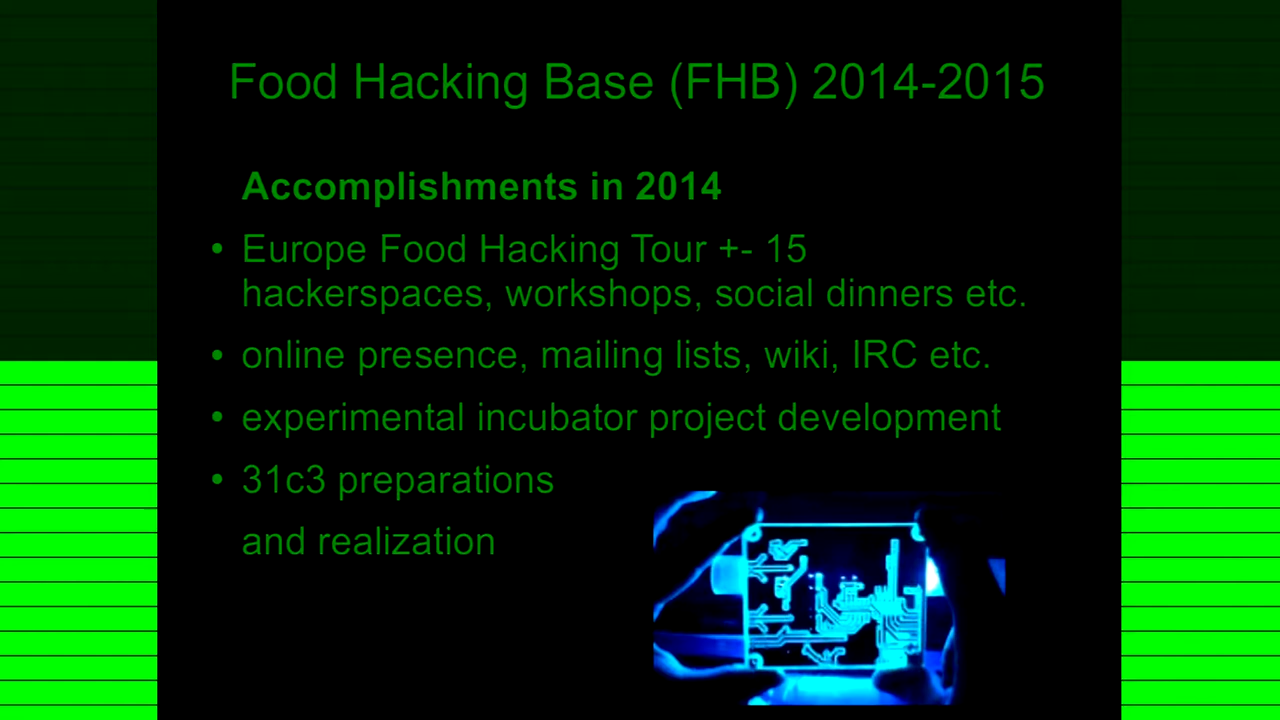 Food Hacking Base (FHB) 2014-2015
Accomplishments in 2014
• Europe Food Hacking Tour +- 15
hackerspaces, workshops, social dinners etc.
• online presence, mailing lists, wiki, IRC etc.
• experimental incubator project development
• 31c3 preparations
and realization